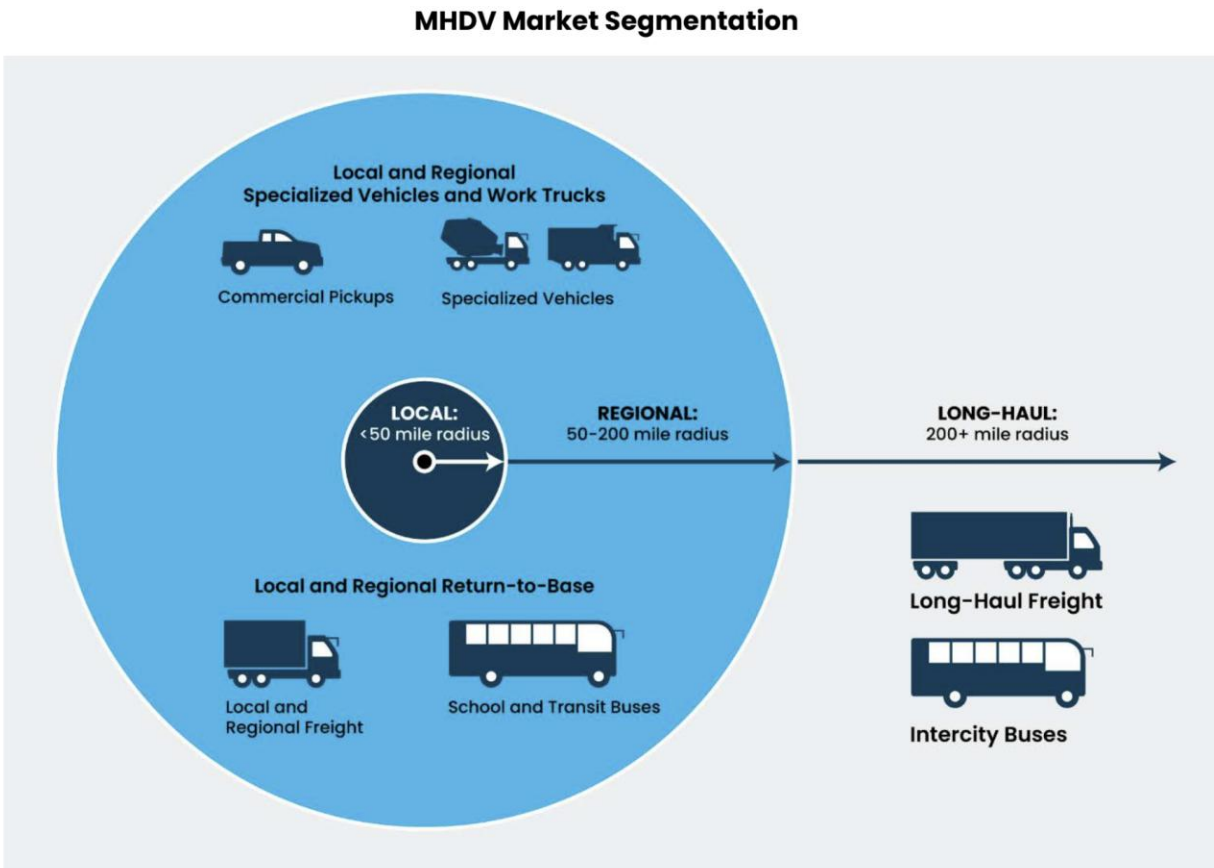 MHDV Market Segmentation
Local and Regional
Specialized Vehicles and Work Trucks
Commercial Pickups
Specialized Vehicles
LOCAL:
<50 mile radius
REGIONAL:
50-200 mile radius
LONG-HAUL:
200+ mile radius
Local and Regional Return-to-Base
Local and
Regional Freight
School and Transit Buses
Long-Haul Freight
Intercity Buses